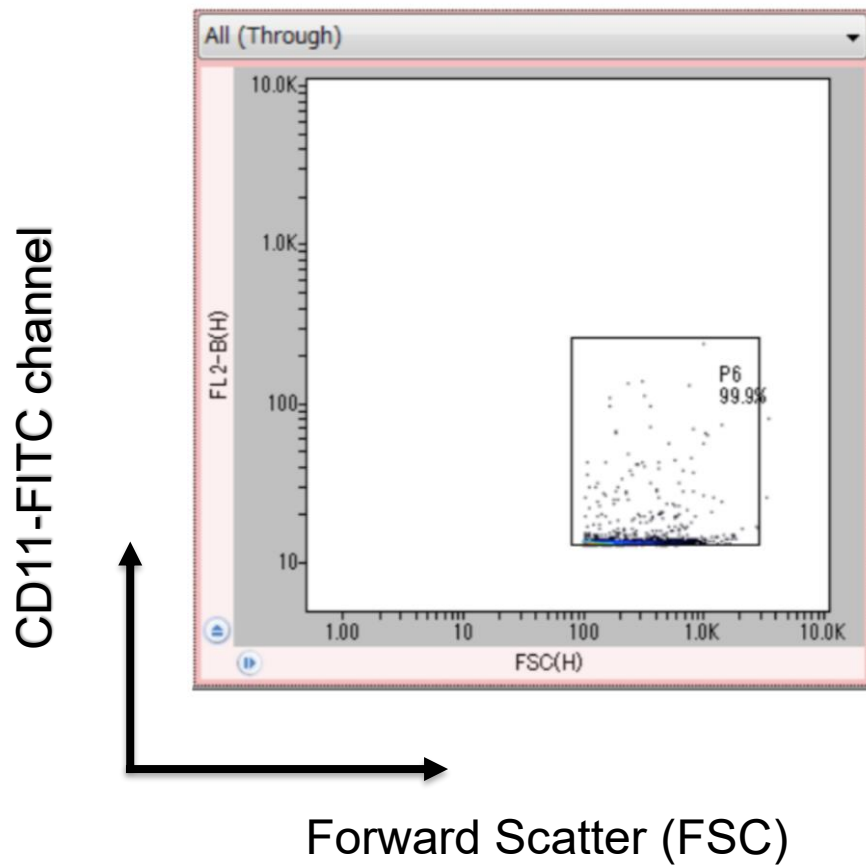 All (Through)
CD11-FITC channel
FL2-B(H)
10.0K
1.0K
100
10
P6
99.9%
1.00
10
100
1.0K
10.0K
FSC(H)
Forward Scatter (FSC)